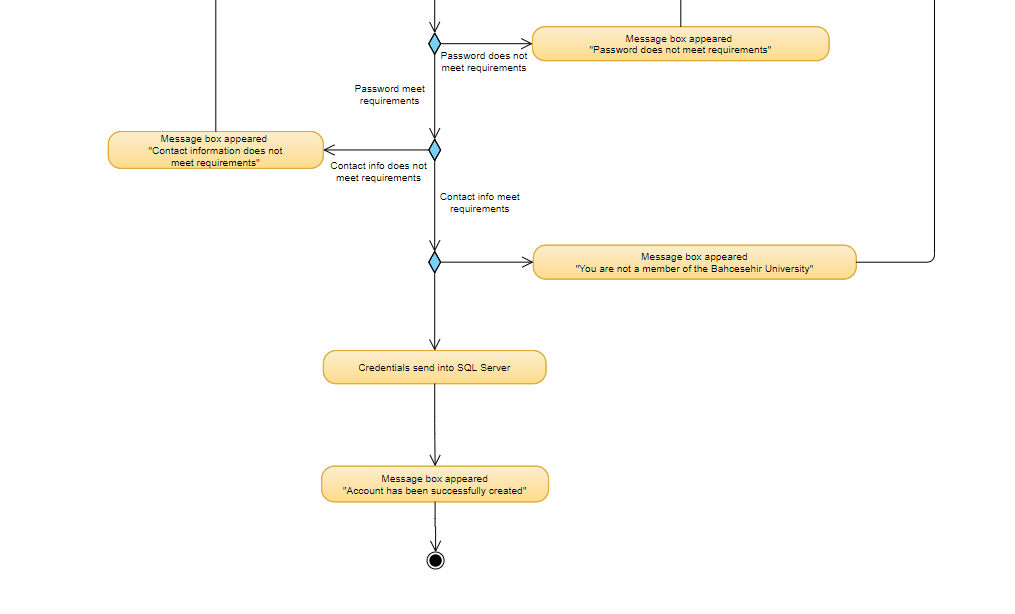 Message box appeared
"Password does not meet requirements"
Password does not
meet requirements
Password meet
requirements
Message box appeared
"Contact information does not
meet requirements"
Contact info does not
meet requirements
Contact info meet
requirements
Message box appeared
"You are not a member of the Bahcesehir University"
Credentials send into SQL Server
Message box appeared
"Account has been successfully created"